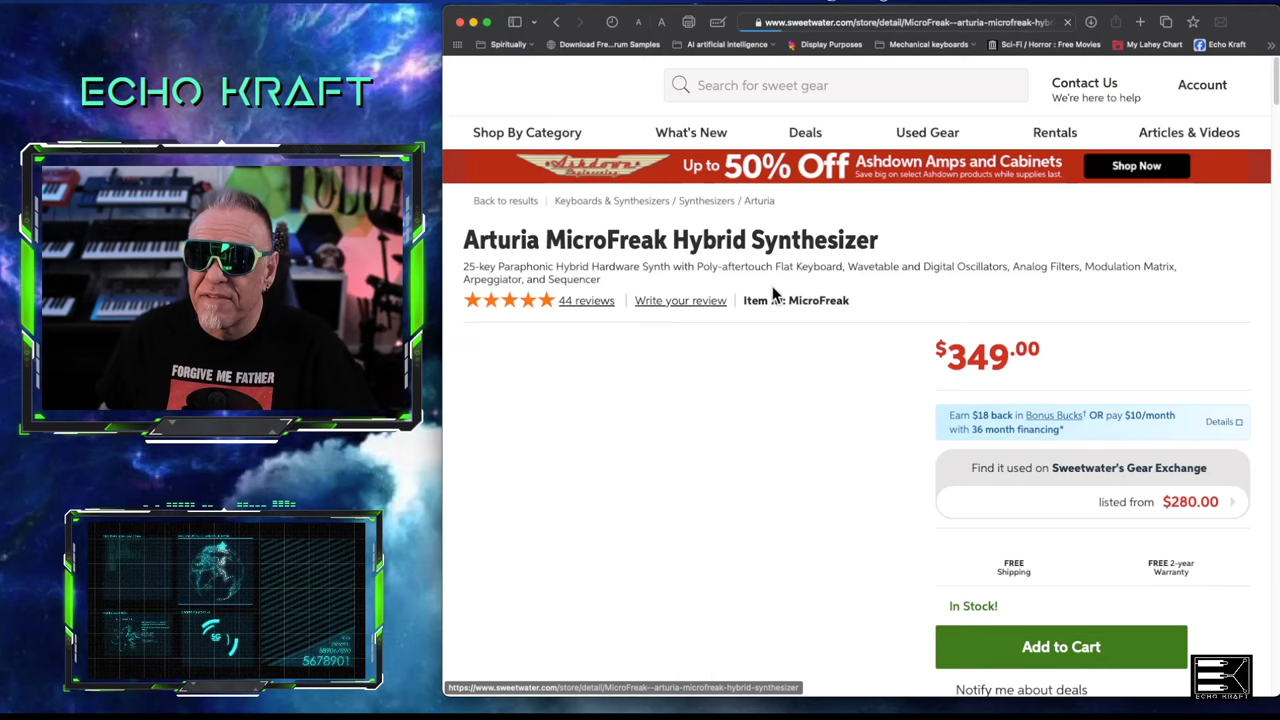 ECHO KRAFT
FORGIVE ME FATHER
5678901
www.sweetwater.com/store/detail/MicroFreak--arturia-microfreak-hybr
Spiritually
Download Fre...rum Samples
AI artificial intelligence
Display Purposes
Mechanical keyboards
Sci-Fi / Horror : Free Movies
My Lahey Chart
Echo Kraft
Search for sweet gear
Contact Us
We're here to help
Account
Shop By Category
What's New
Deals
Used Gear
Rentals
Articles & Videos
Ashdown Engineering
Up to 50% Off
Ashdown Amps and Cabinets
Save big on select Ashdown products while supplies last.
Shop Now
Back to results
Keyboards & Synthesizers / Synthesizers / Arturia
Arturia MicroFreak Hybrid Synthesizer
25-key Paraphonic Hybrid Hardware Synth with Poly-aftertouch Flat Keyboard, Wavetable and Digital Oscillators, Analog Filters, Modulation Matrix,
Arpeggiator, and Sequencer
44 reviews
Write your review
Item : MicroFreak
$349.00
Earn $18 back in Bonus Bucks† OR pay $10/month
with 36 month financing*
Details
Find it used on Sweetwater's Gear Exchange
listed from $280.00
FREE
Shipping
FREE 2-year
Warranty
In Stock!
Add to Cart
Notify me about deals
https://www.sweetwater.com/store/detail/MicroFreak--arturia-microfreak-hybrid-synthesizer
ECHO KRAFT